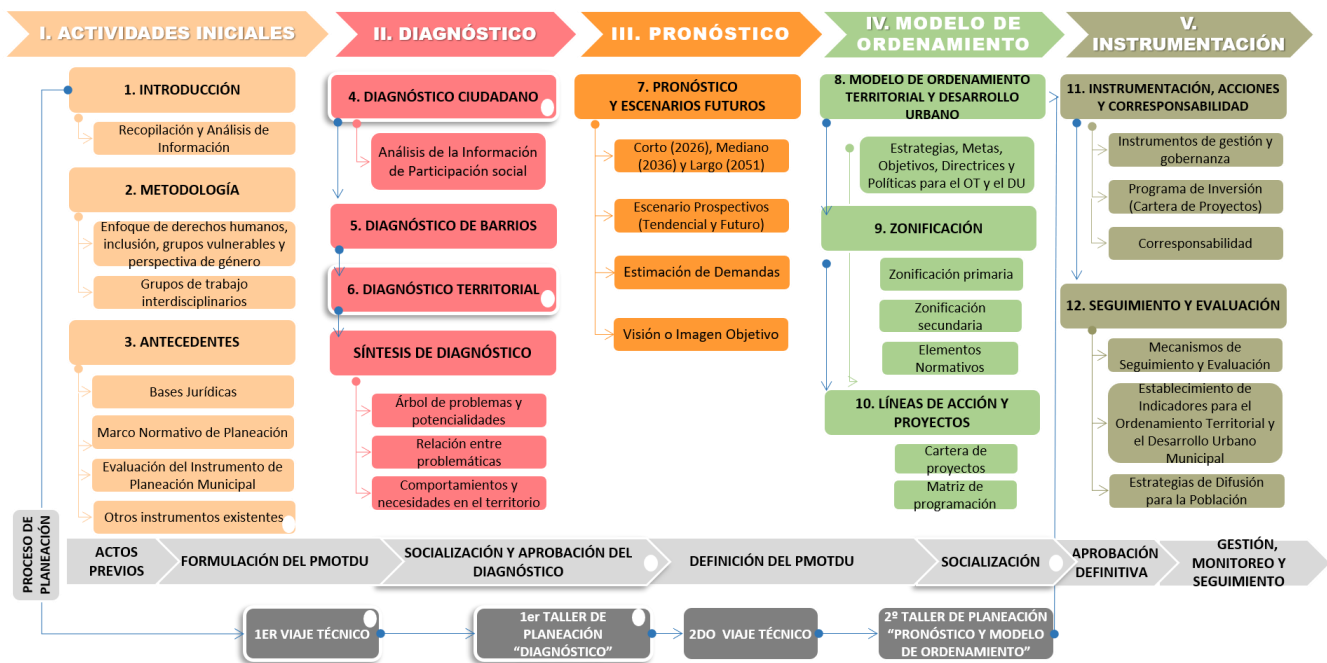 I. ACTIVIDADES INICIALES
II. DIAGNÓSTICO
III. PRONÓSTICO
IV. MODELO DE
ORDENAMIENTO
V.
INSTRUMENTACIÓN
1. INTRODUCCIÓN
Recopilación y Análisis de
Información
2. METODOLOGÍA
Enfoque de derechos humanos,
inclusión, grupos vulnerables y
perspectiva de género
Grupos de trabajo
interdisciplinarios
3. ANTECEDENTES
Bases Jurídicas
Marco Normativo de Planeación
Evaluación del Instrumento de
Planeación Municipal
Otros instrumentos existentes
4. DIAGNÓSTICO CIUDADANO
Análisis de la Información
de Participación social
5. DIAGNÓSTICO DE BARRIOS
6. DIAGNÓSTICO TERRITORIAL
SÍNTESIS DE DIAGNÓSTICO
Árbol de problemas y
potencialidades
Relación entre
problemáticas
Comportamientos y
necesidades en el territorio
7. PRONÓSTICO
Y ESCENARIOS FUTUROS
Corto (2026), Mediano
(2036) y Largo (2051)
Escenario Prospectivos
(Tendencial y Futuro)
Estimación de Demandas
Visión o Imagen Objetivo
8. MODELO DE ORDENAMIENTO
TERRITORIAL Y DESARROLLO
URBANO
Estrategias, Metas,
Objetivos, Directrices y
Políticas para el OT y el DU
9. ZONIFICACIÓN
Zonificación primaria
Zonificación
secundaria
Elementos
Normativos
10. LÍNEAS DE ACCIÓN Y
PROYECTOS
Cartera de
proyectos
Matriz de
programación
11. INSTRUMENTACIÓN, ACCIONES
Y CORRESPONSABILIDAD
Instrumentos de gestión y
gobernanza
Programa de Inversión
(Cartera de Proyectos)
Corresponsabilidad
12. SEGUIMIENTO Y EVALUACIÓN
Mecanismos de
Seguimiento y Evaluación
Establecimiento de
Indicadores para el
Ordenamiento Territorial y
el Desarrollo Urbano
Municipal
Estrategias de Difusión
para la Población
PROCESO DE
PLANEACIÓN
ACTOS
PREVIOS
FORMULACIÓN DEL PMOTDU
SOCIALIZACIÓN Y APROBACIÓN DEL
DIAGNÓSTICO
DEFINICIÓN DEL PMOTDU
SOCIALIZACIÓN
APROBACIÓN
DEFINITIVA
GESTIÓN,
MONITOREO Y
SEGUIMIENTO
1ER VIAJE TÉCNICO
1er TALLER DE
PLANEACIÓN
“DIAGNÓSTICO”
2DO VIAJE TÉCNICO
2º TALLER DE PLANEACIÓN
“PRONÓSTICO Y MODELO
DE ORDENAMIENTO”